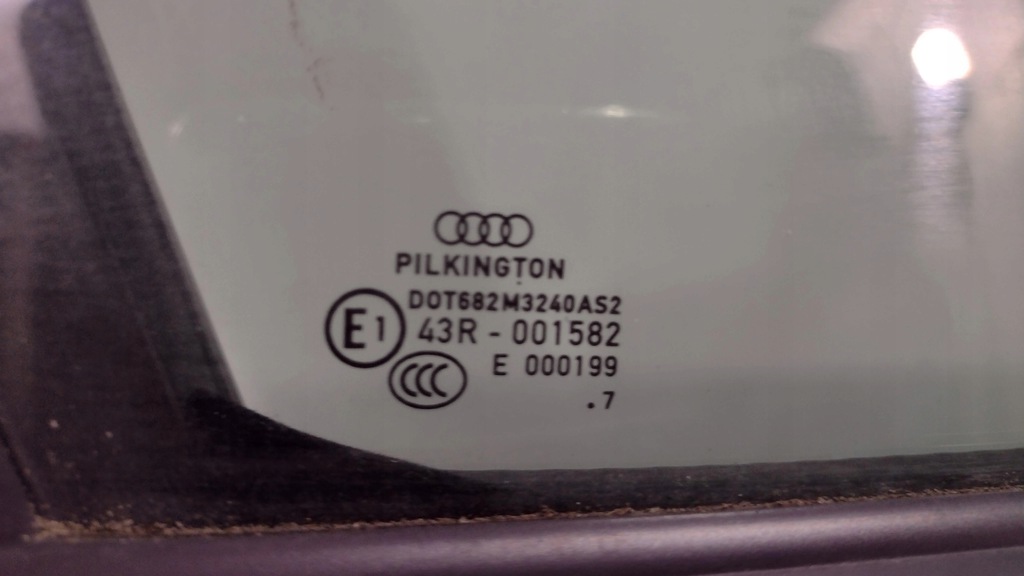 PILKINGTON
DOT682M3240AS2
E1 43R - 001582
CCC E 000199
.7